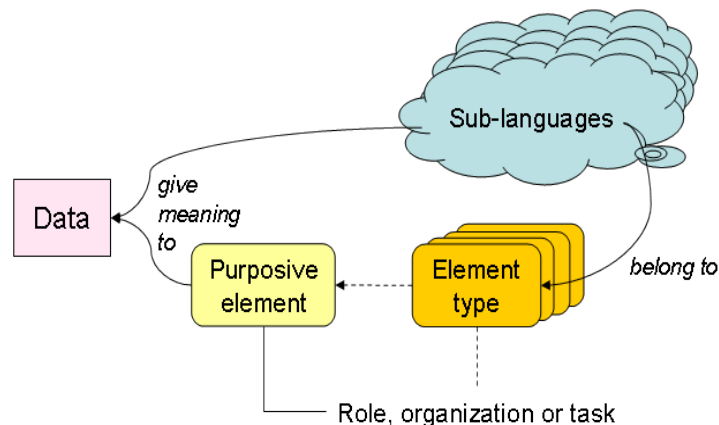 Sub-languages
give
meaning
to
Data
Purposive
element
Element
type
belong to
Role, organization or task